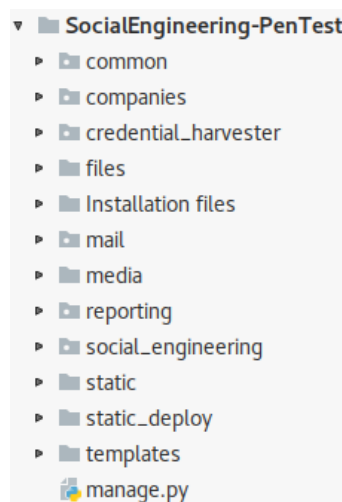 SocialEngineering-PenTest
common
companies
credential_harvester
files
Installation files
mail
media
reporting
social_engineering
static
static_deploy
templates
manage.py